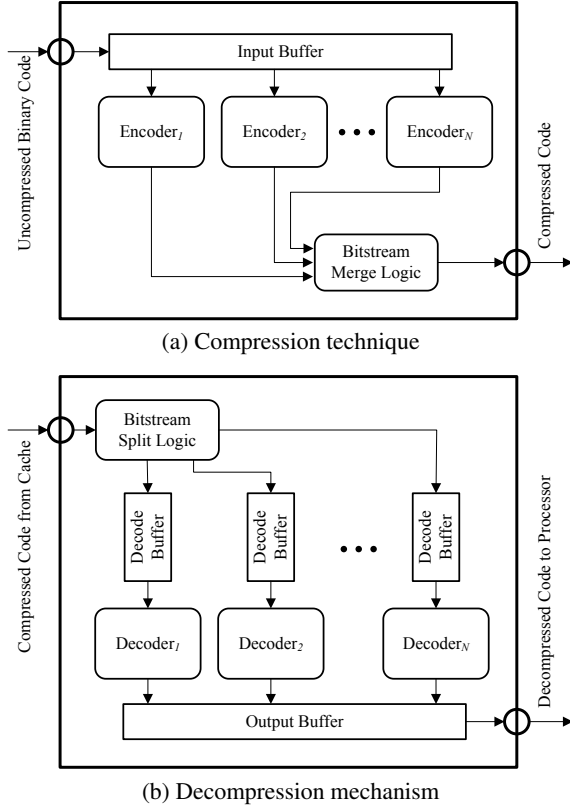 Uncompressed Binary Code
Input Buffer
Encoder1
Encoder2
EncoderN
Bitstream
Merge Logic
Compressed Code
(a) Compression technique
Compressed Code from Cache
Bitstream
Split Logic
Decode
Buffer
Decode
Buffer
Decode
Buffer
Decoder1
Decoder2
DecoderN
Output Buffer
Decompressed Code to Processor
(b) Decompression mechanism